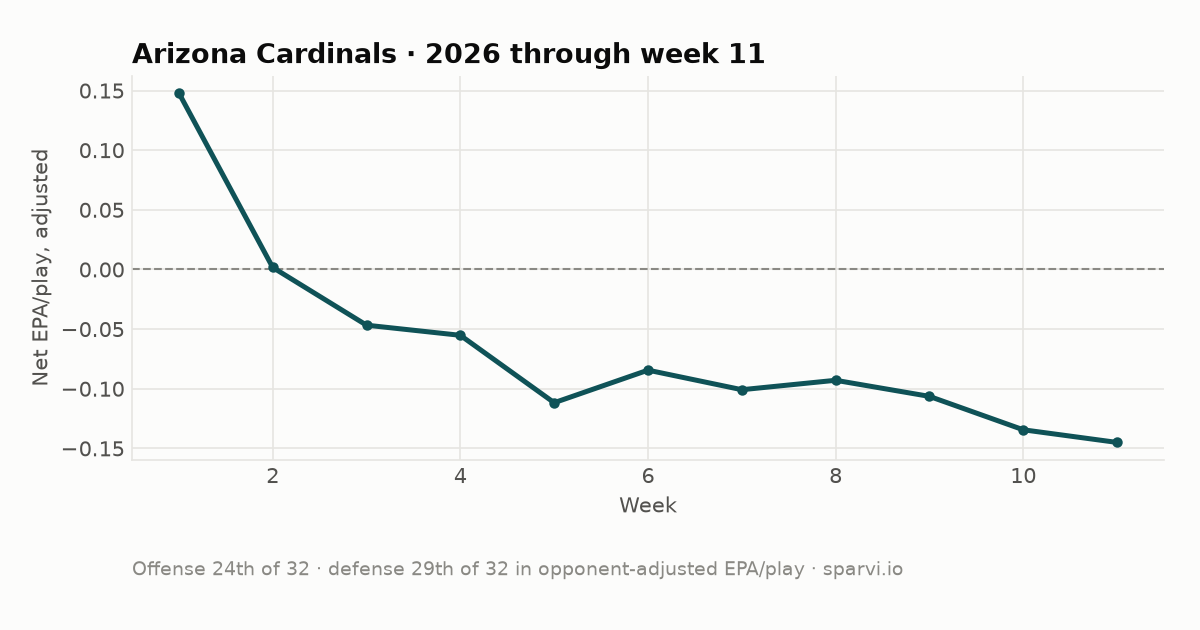 Arizona Cardinals · 2026 through week 11
Net EPA/play, adjusted
0.15
0.10
0.05
0.00
−0.05
−0.10
−0.15
2 4 6 8 10
Week
Offense 24th of 32 · defense 29th of 32 in opponent-adjusted EPA/play · sparvi.io